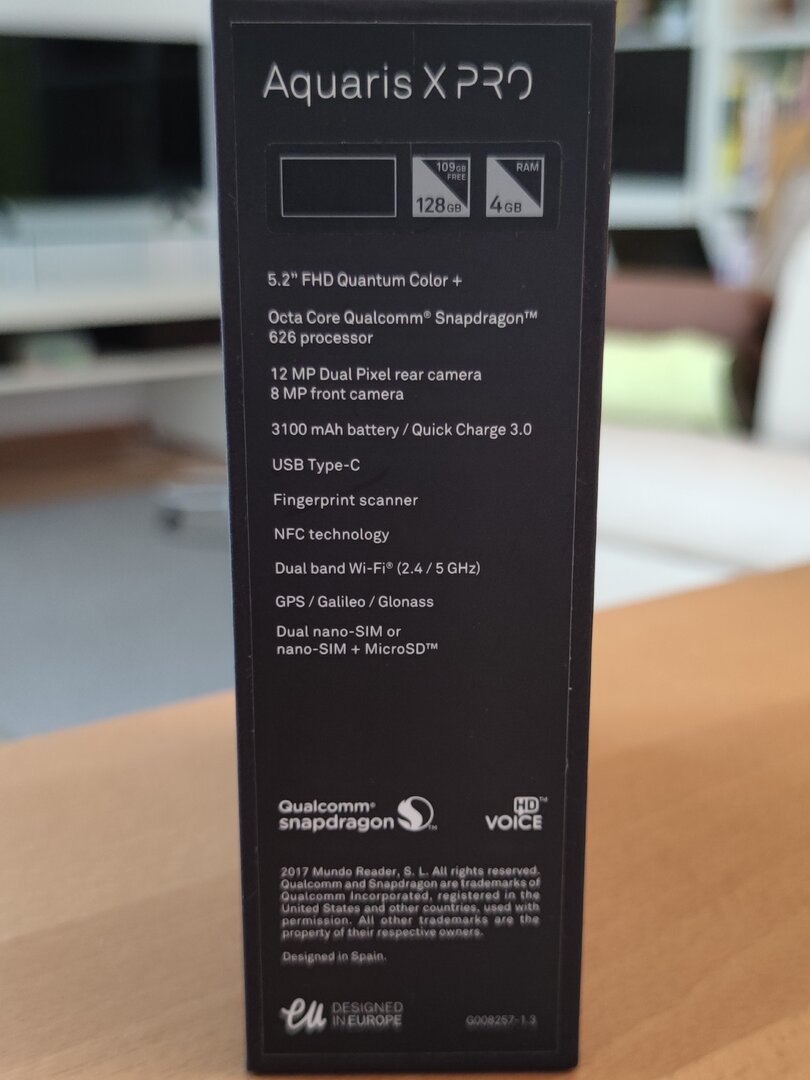 Aquaris X PRO
109GB FREE
128GB
RAM
4GB
5.2" FHD Quantum Color +
Octa Core Qualcomm® Snapdragon™
626 processor
12 MP Dual Pixel rear camera
8 MP front camera
3100 mAh battery / Quick Charge 3.0
USB Type-C
Fingerprint scanner
NFC technology
Dual band Wi-Fi® (2.4 / 5 GHz)
GPS / Galileo / Glonass
Dual nano-SIM or
nano-SIM + MicroSD™
Qualcomm®
snapdragon™
HD™
VOICE
2017 Mundo Reader, S. L. All rights reserved.
Qualcomm and Snapdragon are trademarks of
Qualcomm Incorporated, registered in the
United States and other countries, used with
permission. All other trademarks are the
property of their respective owners.
Designed in Spain.
eu DESIGNED
IN EUROPE
G008257-1.3